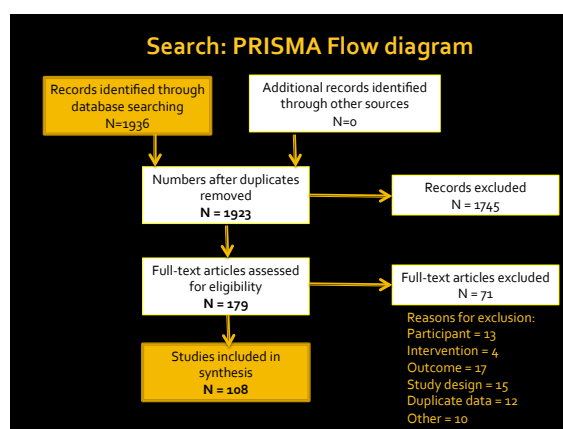 Search: PRISMA Flow diagram
Records identified through
database searching
N=1936
Additional records identified
through other sources
N=0
Numbers after duplicates
removed
N = 1923
Records excluded
N = 1745
Full-text articles assessed
for eligibility
N = 179
Full-text articles excluded
N = 71
Reasons for exclusion:
Participant = 13
Intervention = 4
Outcome = 17
Study design = 15
Duplicate data = 12
Other = 10
Studies included in
synthesis
N = 108